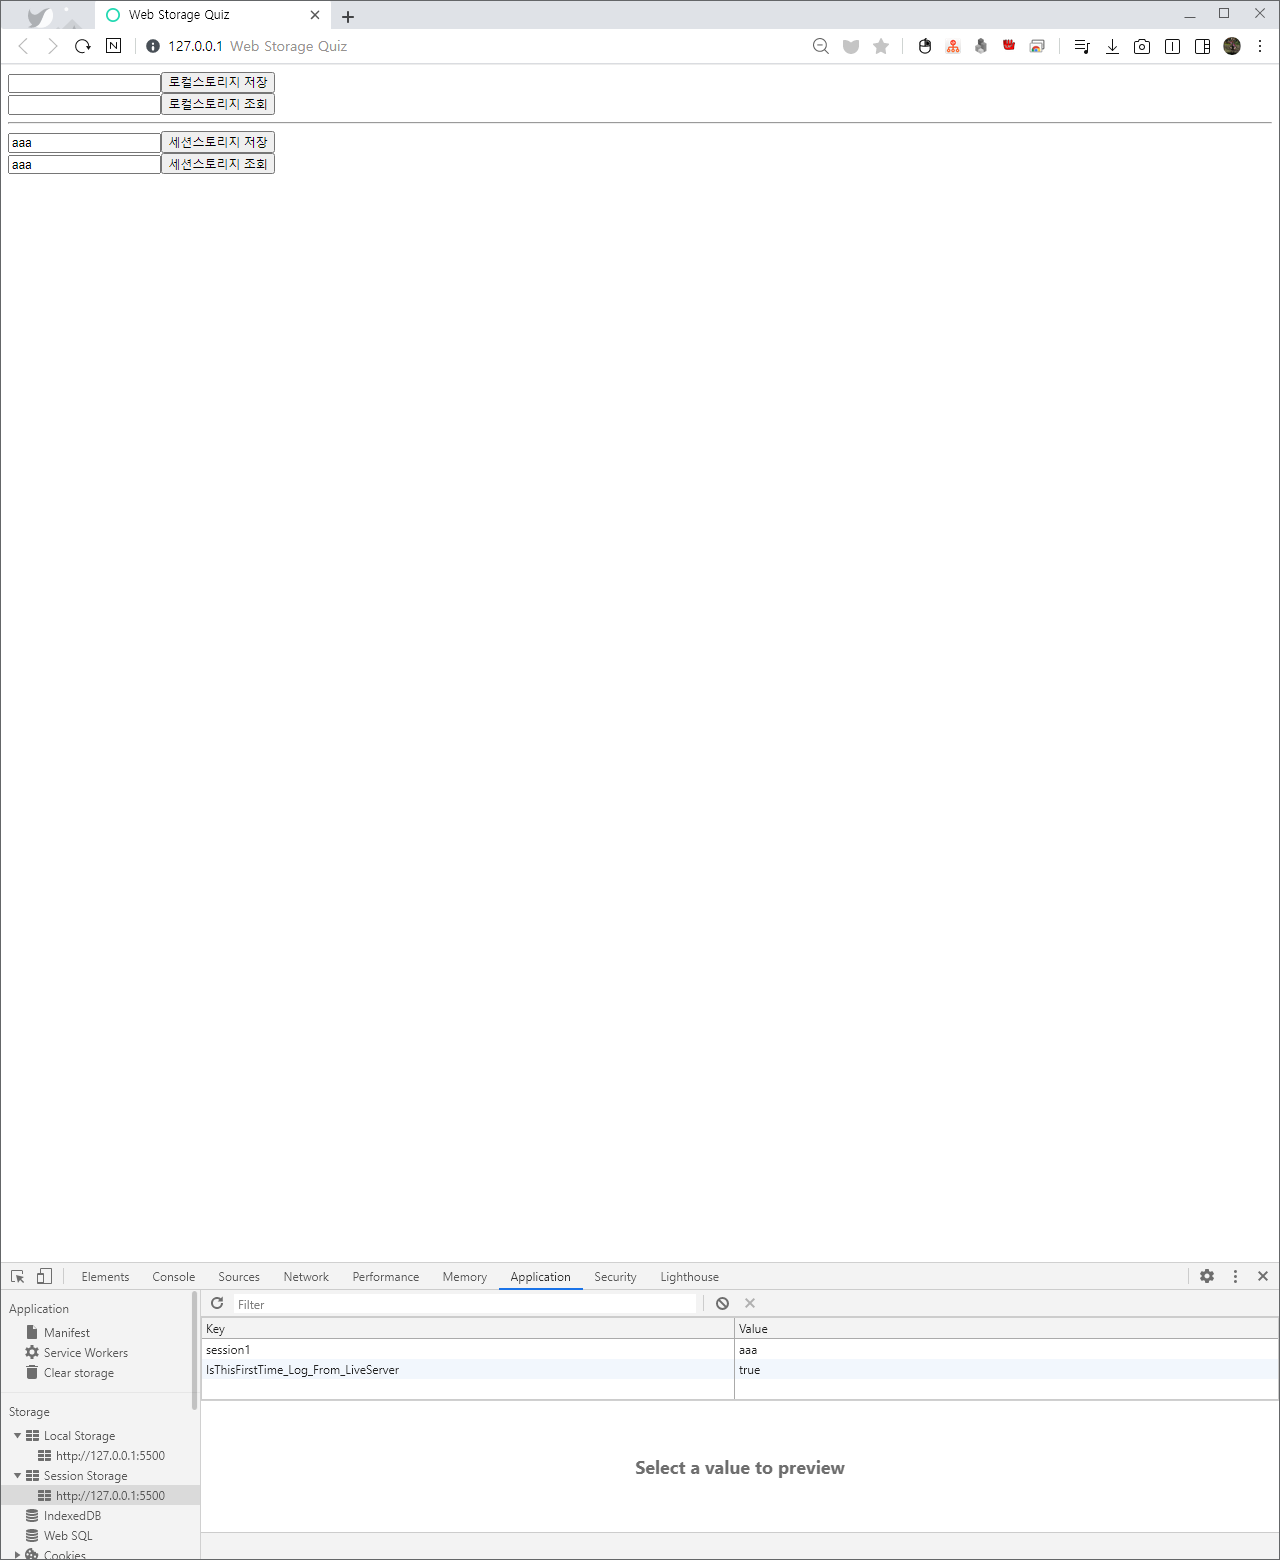 Web Storage Quiz
N 127.0.0.1 Web Storage Quiz
로컬스토리지 저장
로컬스토리지 조회
aaa 세션스토리지 저장
aaa 세션스토리지 조회
Elements Console Sources Network Performance Memory Application Security Lighthouse
Application
Manifest
Service Workers
Clear storage
Storage
Local Storage
http://127.0.0.1:5500
Session Storage
http://127.0.0.1:5500
IndexedDB
Web SQL
Cookies
Filter
Key Value
session1 aaa
IsThisFirstTime_Log_From_LiveServer true
Select a value to preview